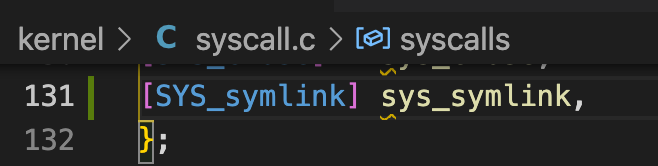 kernel > C syscall.c > syscalls
131 [SYS_symlink] sys_symlink,
132 };